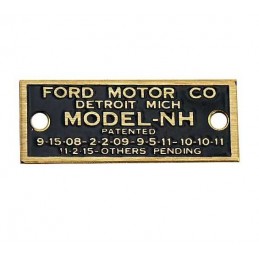 FORD MOTOR CO
DETROIT MICH
MODEL-NH
PATENTED
9-15-08-2-2-09-9-5-11-10-10-11
11-2-15-OTHERS PENDING